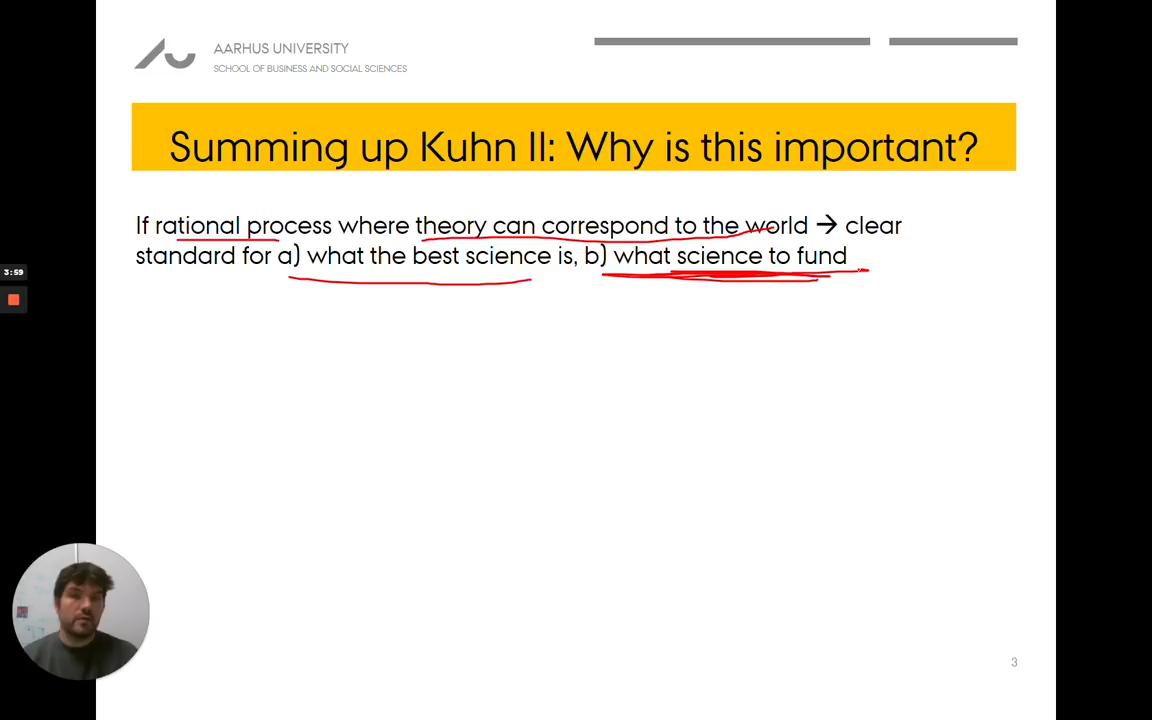 AARHUS UNIVERSITY
SCHOOL OF BUSINESS AND SOCIAL SCIENCES
Summing up Kuhn II: Why is this important?
If rational process where theory can correspond to the world → clear
standard for a) what the best science is, b) what science to fund
3:59
3